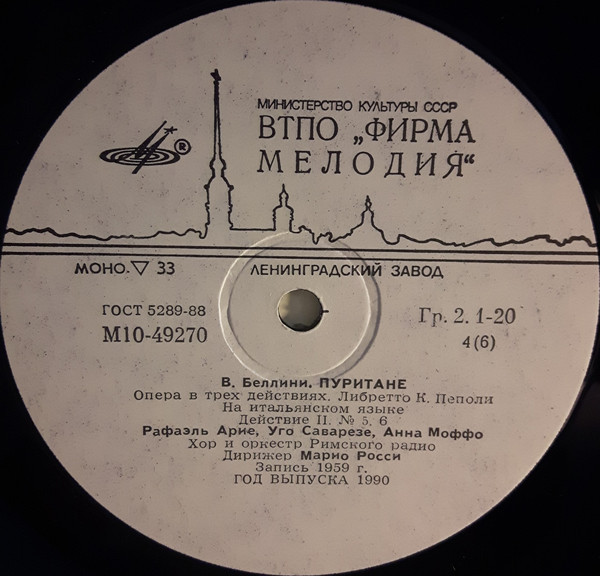 МИНИСТЕРСТВО КУЛЬТУРЫ СССР
ВТПО „ФИРМА
МЕЛОДИЯ“
®
МОНО. ▽ 33
ЛЕНИНГРАДСКИЙ ЗАВОД
ГОСТ 5289-88
М10-49270
Гр. 2. 1-20
4(6)
В. Беллини. ПУРИТАНЕ
Опера в трех действиях. Либретто К. Пеполи
На итальянском языке
Действие II. № 5, 6
Рафаэль Арие, Уго Саварезе, Анна Моффо
Хор и оркестр Римского радио
Дирижер Марио Росси
Запись 1959 г.
ГОД ВЫПУСКА 1990